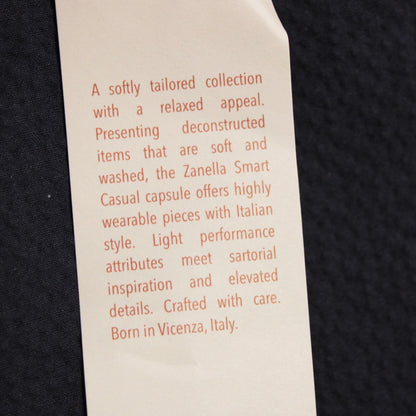 A softly tailored collection
with a relaxed appeal.
Presenting deconstructed
items that are soft and
washed, the Zanella Smart
Casual capsule offers highly
wearable pieces with Italian
style. Light performance
attributes meet sartorial
inspiration and elevated
details. Crafted with care.
Born in Vicenza, Italy.